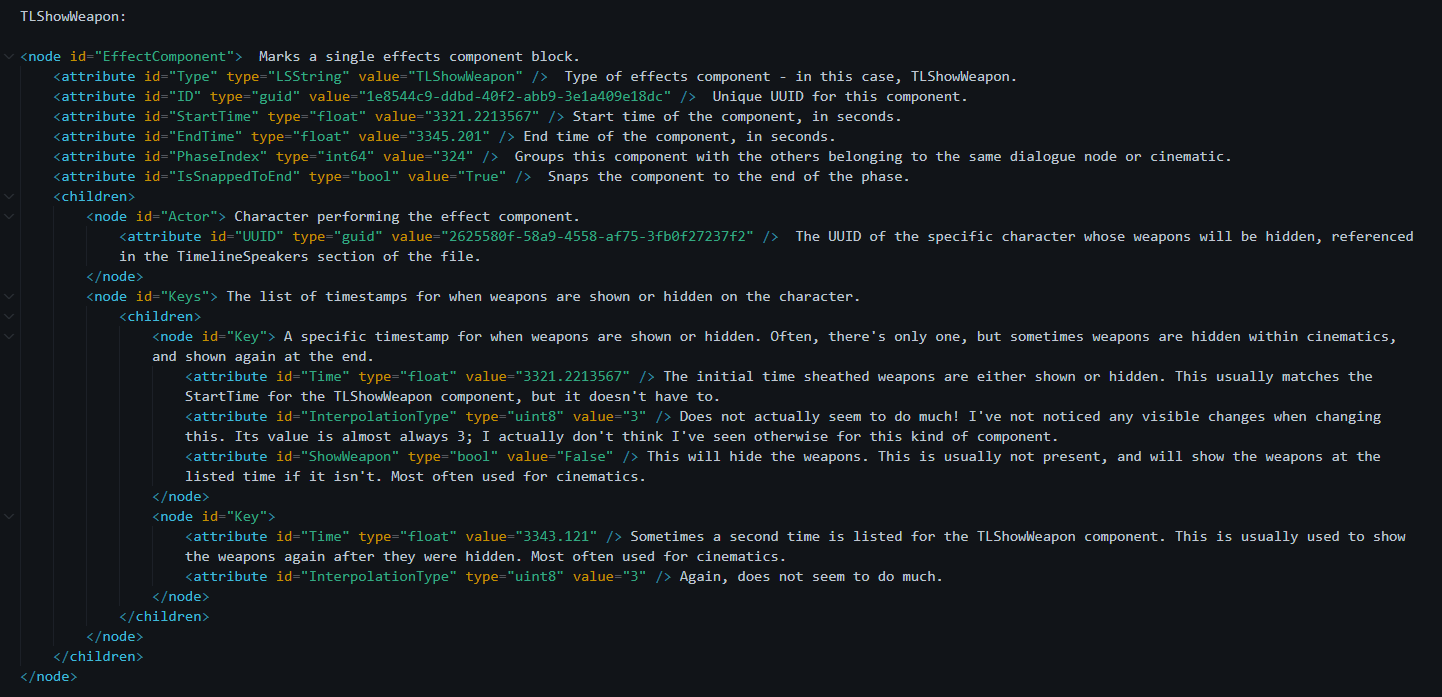 TLShowWeapon:
<node id="EffectComponent">  Marks a single effects component block.
<attribute id="Type" type="LSString" value="TLShowWeapon" />  Type of effects component - in this case, TLShowWeapon.
<attribute id="ID" type="guid" value="1e8544c9-ddbd-40f2-abb9-3e1a409e18dc" />  Unique UUID for this component.
<attribute id="StartTime" type="float" value="3321.2213567" /> Start time of the component, in seconds.
<attribute id="EndTime" type="float" value="3345.201" /> End time of the component, in seconds.
<attribute id="PhaseIndex" type="int64" value="324" />  Groups this component with the others belonging to the same dialogue node or cinematic.
<attribute id="IsSnappedToEnd" type="bool" value="True" />  Snaps the component to the end of the phase.
<children>
<node id="Actor"> Character performing the effect component.
<attribute id="UUID" type="guid" value="2625580f-58a9-4558-af75-3fb0f27237f2" />  The UUID of the specific character whose weapons will be hidden, referenced
in the TimelineSpeakers section of the file.
</node>
<node id="Keys"> The list of timestamps for when weapons are shown or hidden on the character.
<children>
<node id="Key"> A specific timestamp for when weapons are shown or hidden. Often, there's only one, but sometimes weapons are hidden within cinematics,
and shown again at the end.
<attribute id="Time" type="float" value="3321.2213567" /> The initial time sheathed weapons are either shown or hidden. This usually matches the
StartTime for the TLShowWeapon component, but it doesn't have to.
<attribute id="InterpolationType" type="uint8" value="3" /> Does not actually seem to do much! I've not noticed any visible changes when changing
this. Its value is almost always 3; I actually don't think I've seen otherwise for this kind of component.
<attribute id="ShowWeapon" type="bool" value="False" /> This will hide the weapons. This is usually not present, and will show the weapons at the
listed time if it isn't. Most often used for cinematics.
</node>
<node id="Key">
<attribute id="Time" type="float" value="3343.121" /> Sometimes a second time is listed for the TLShowWeapon component. This is usually used to show
the weapons again after they were hidden. Most often used for cinematics.
<attribute id="InterpolationType" type="uint8" value="3" /> Again, does not seem to do much.
</node>
</children>
</node>
</children>
</node>